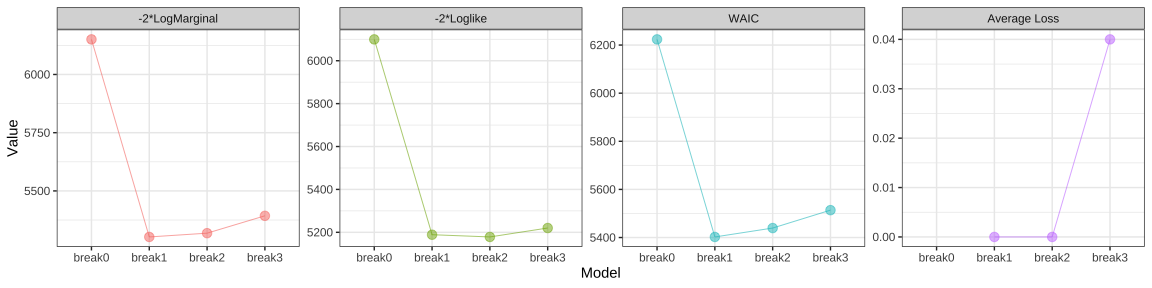 -2*LogMarginal
-2*Loglike
WAIC
Average Loss
Value
6000
5750
5500
6000
5800
5600
5400
5200
6200
6000
5800
5600
5400
0.04
0.03
0.02
0.01
0.00
break0 break1 break2 break3
break0 break1 break2 break3
break0 break1 break2 break3
break0 break1 break2 break3
Model